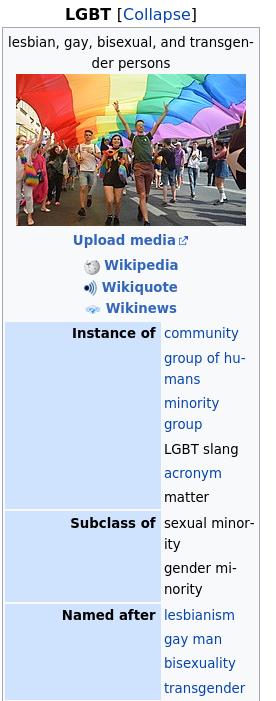 LGBT [Collapse]
lesbian, gay, bisexual, and transgen-
der persons
Upload media
Wikipedia
Wikiquote
Wikinews
Instance of community
group of hu-
mans
minority
group
LGBT slang
acronym
matter
Subclass of sexual minor-
ity
gender mi-
nority
Named after lesbianism
gay man
bisexuality
transgender